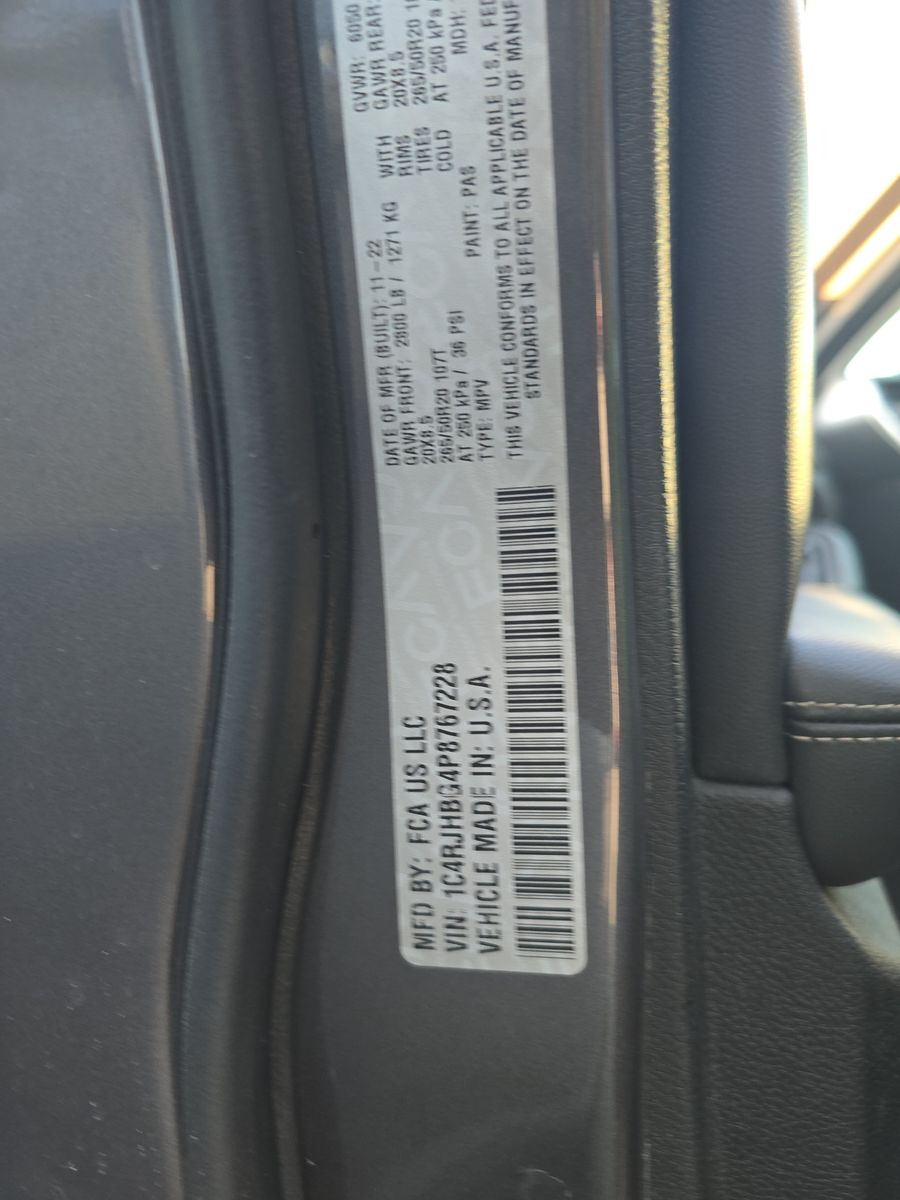 MFD BY: FCA US LLC
VIN: 1C4RJHBG4P8767228
VEHICLE MADE IN: U.S.A.
DATE OF MFR (BUILT): 11-22 GVWR: 6050
GAWR FRONT: 2800 LB / 1271 KG WITH GAWR REAR:
20X8.5 RIMS 20X8.5
265/50R20 107T TIRES 265/50R20
AT 250 kPa / 36 PSI COLD AT 250 kPa /
TYPE: MPV PAINT: PAS MDH:
THIS VEHICLE CONFORMS TO ALL APPLICABLE U.S.A.
STANDARDS IN EFFECT ON THE DATE OF